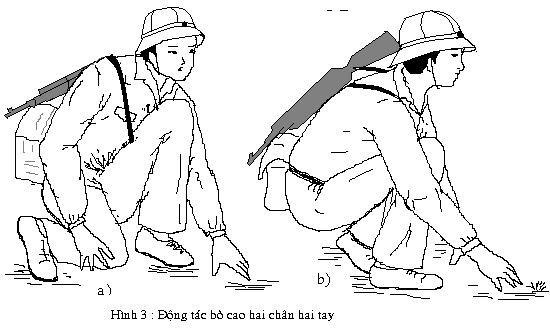 a)
b)
Hình 3 : Động tác bò cao hai chân hai tay